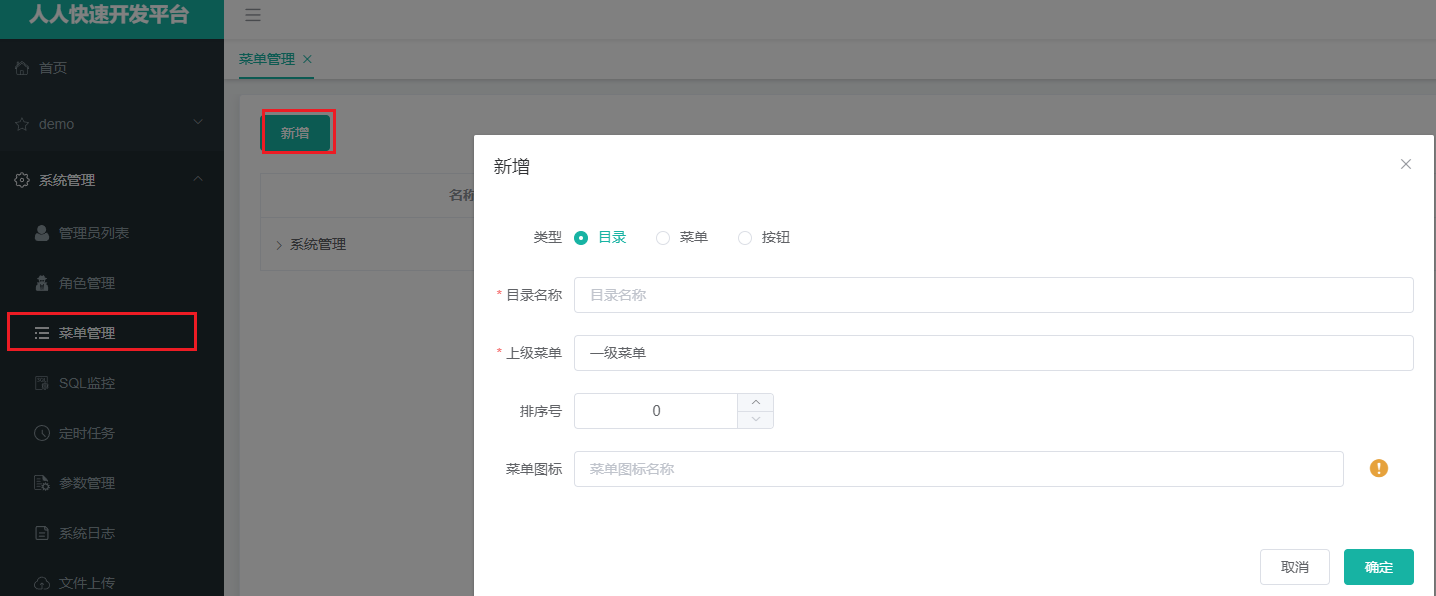 人人快速开发平台
首页
demo
系统管理
管理员列表
角色管理
菜单管理
SQL监控
定时任务
参数管理
系统日志
文件上传
菜单管理
新增
名称
系统管理
新增
类型 目录 菜单 按钮
* 目录名称 目录名称
* 上级菜单 一级菜单
排序号 0
菜单图标 菜单图标名称
取消 确定